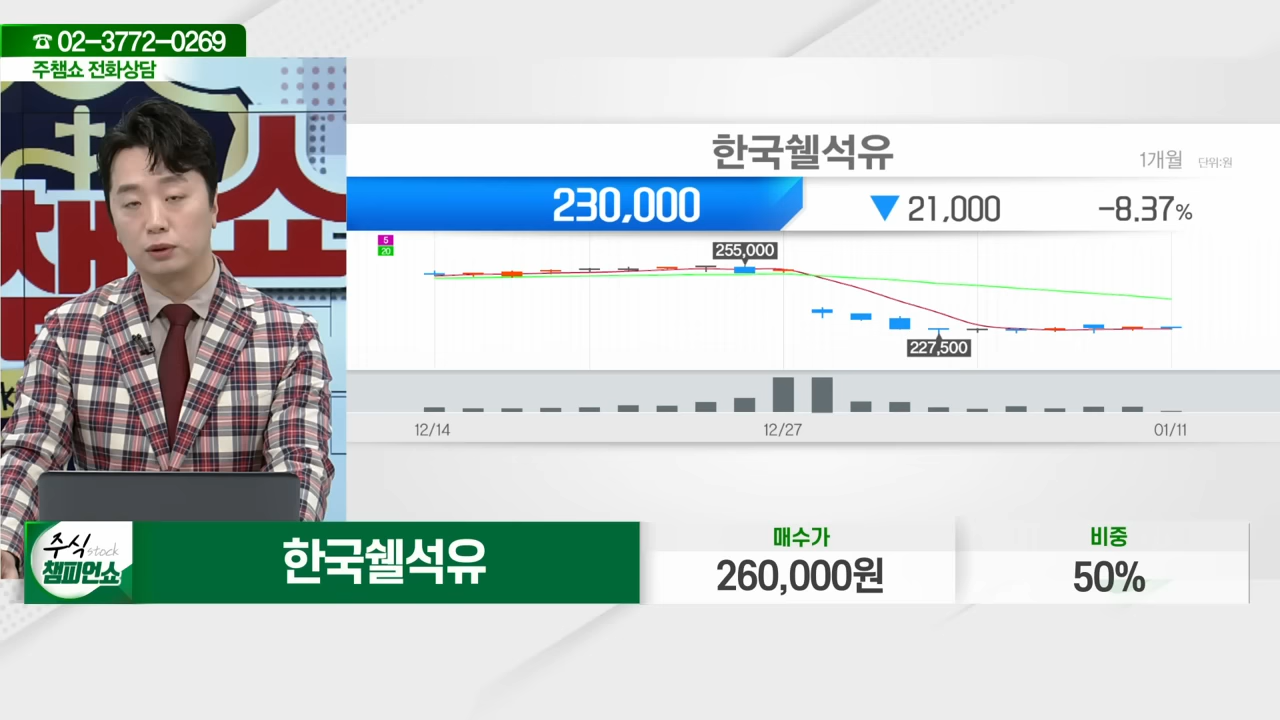 ☎ 02-3772-0269
주챔쇼 전화상담
쇼
챔
한국쉘석유
1개월 단위:원
230,000 ▼ 21,000 -8.37%
5
20
255,000
227,500
12/14 12/27 01/11
주식 stock
챔피언쇼
한국쉘석유
매수가
260,000원
비중
50%